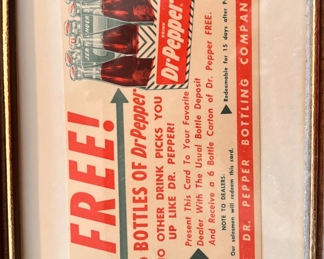 DRINK
Dr Pepper
FREE!
BOTTLES OF Dr Pepper
NO OTHER DRINK PICKS YOU
UP LIKE DR. PEPPER!
Present This Card To Your Favorite
Dealer With The Usual Bottle Deposit
And Receive a 6 Bottle Carton of Dr. Pepper FREE.
NOTE TO DEALERS:
Our salesmen will redeem this card.
Redeemable for 15 days after
DR. PEPPER BOTTLING COMPAN